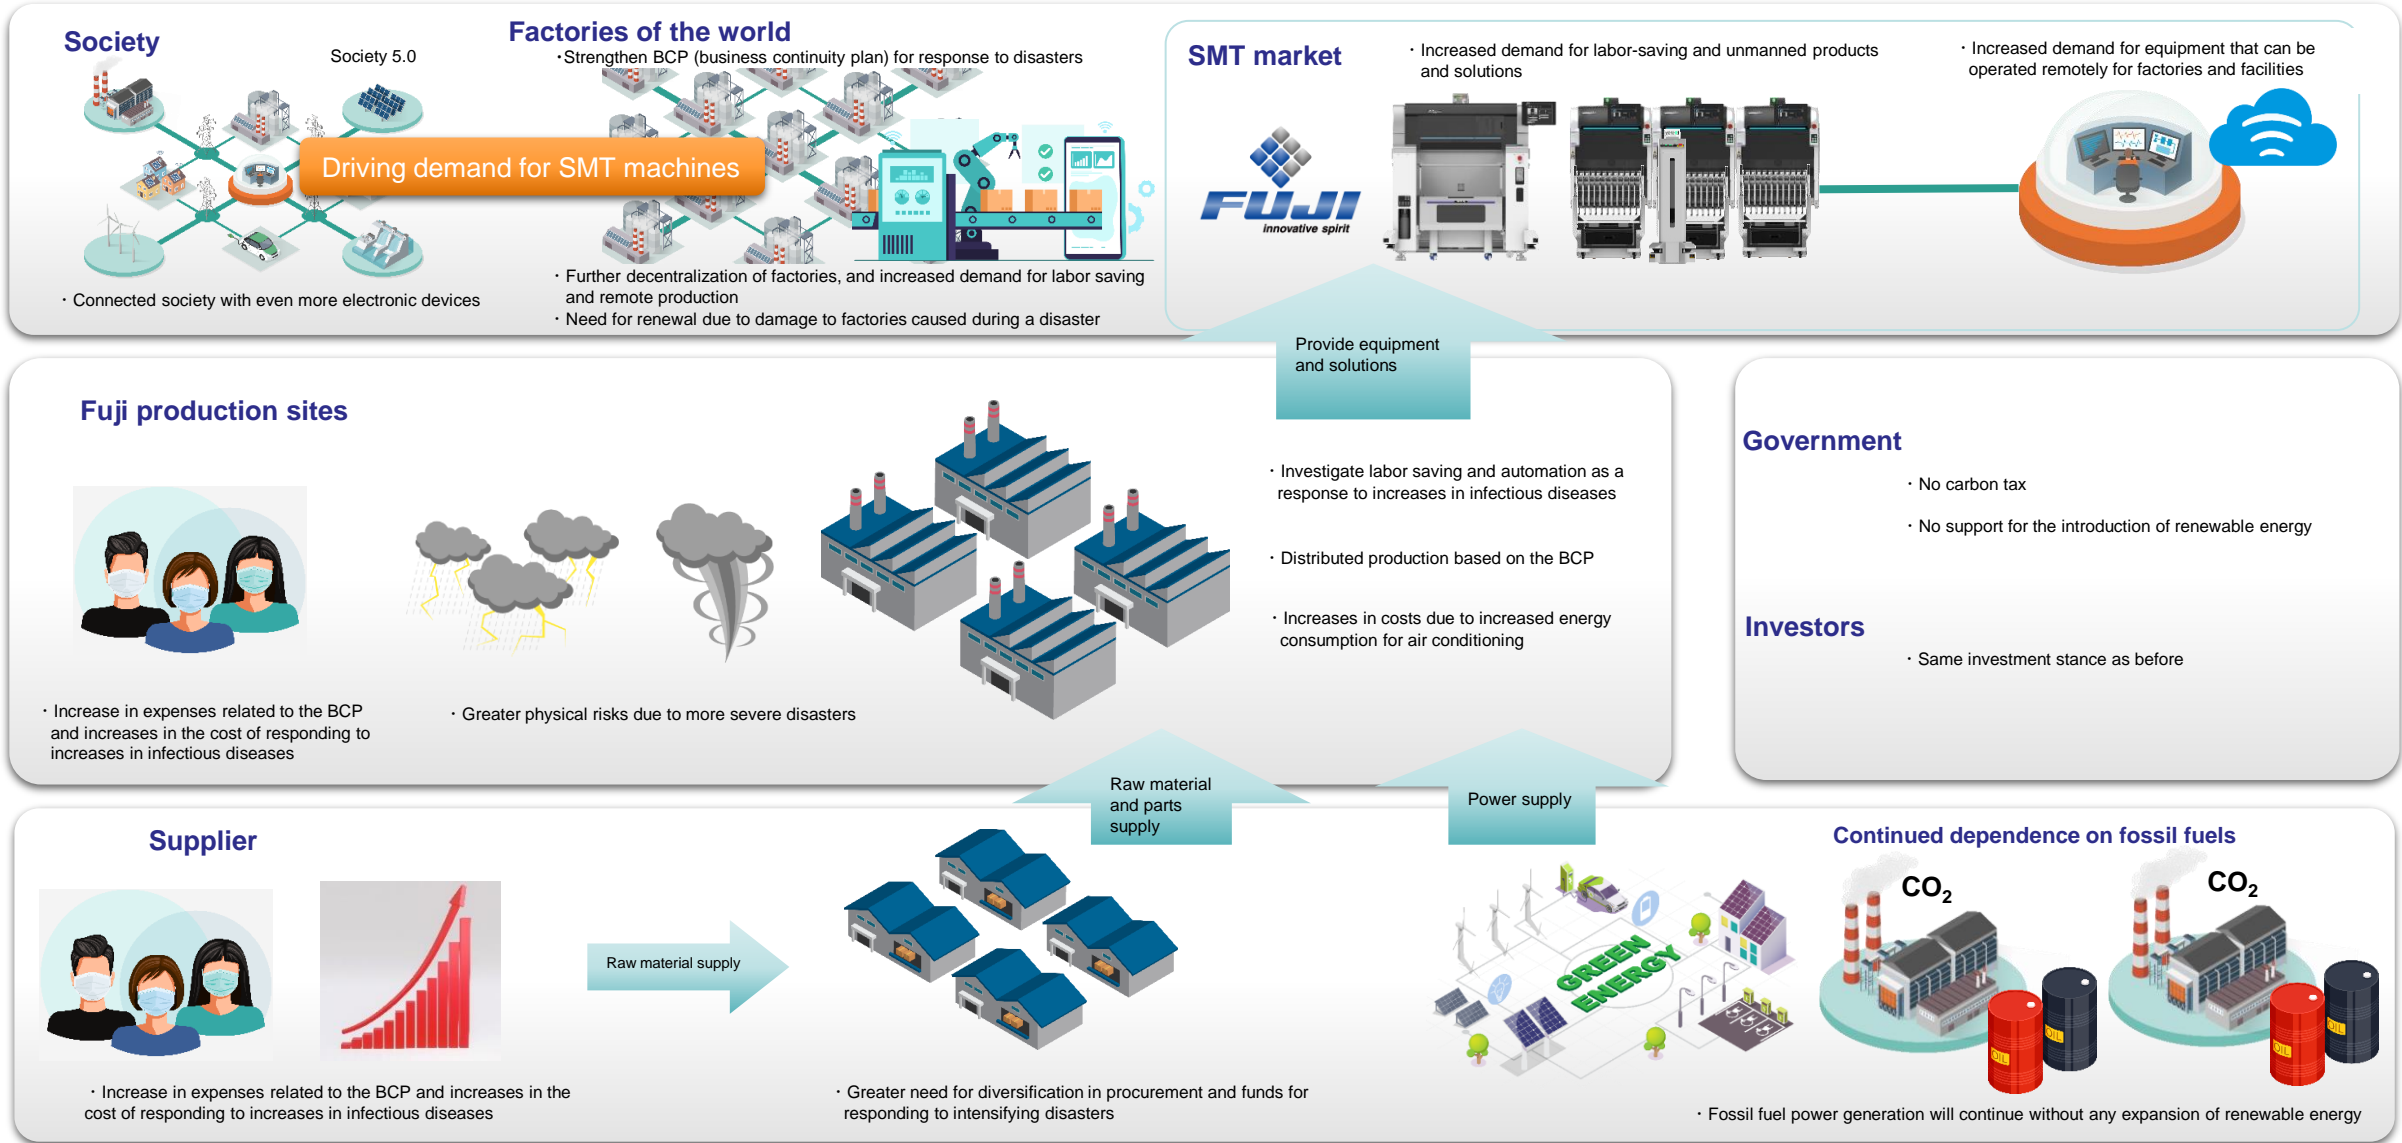 Society
Society 5.0
・Connected society with even more electronic devices
Factories of the world
・Strengthen BCP (business continuity plan) for response to disasters
Driving demand for SMT machines
・Further decentralization of factories, and increased demand for labor saving
and remote production
・Need for renewal due to damage to factories caused during a disaster
SMT market
・Increased demand for labor-saving and unmanned products
and solutions
・Increased demand for equipment that can be
operated remotely for factories and facilities
FUJI
innovative spirit
Provide equipment
and solutions
Fuji production sites
・Increase in expenses related to the BCP
and increases in the cost of responding to
increases in infectious diseases
・Greater physical risks due to more severe disasters
・Investigate labor saving and automation as a
response to increases in infectious diseases
・Distributed production based on the BCP
・Increases in costs due to increased energy
consumption for air conditioning
Government
・No carbon tax
・No support for the introduction of renewable energy
Investors
・Same investment stance as before
Raw material
and parts
supply
Power supply
Supplier
・Increase in expenses related to the BCP and increases in the
cost of responding to increases in infectious diseases
Raw material supply
・Greater need for diversification in procurement and funds for
responding to intensifying disasters
GREEN
ENERGY
Continued dependence on fossil fuels
CO₂
CO₂
OIL
OIL
OIL
OIL
・Fossil fuel power generation will continue without any expansion of renewable energy